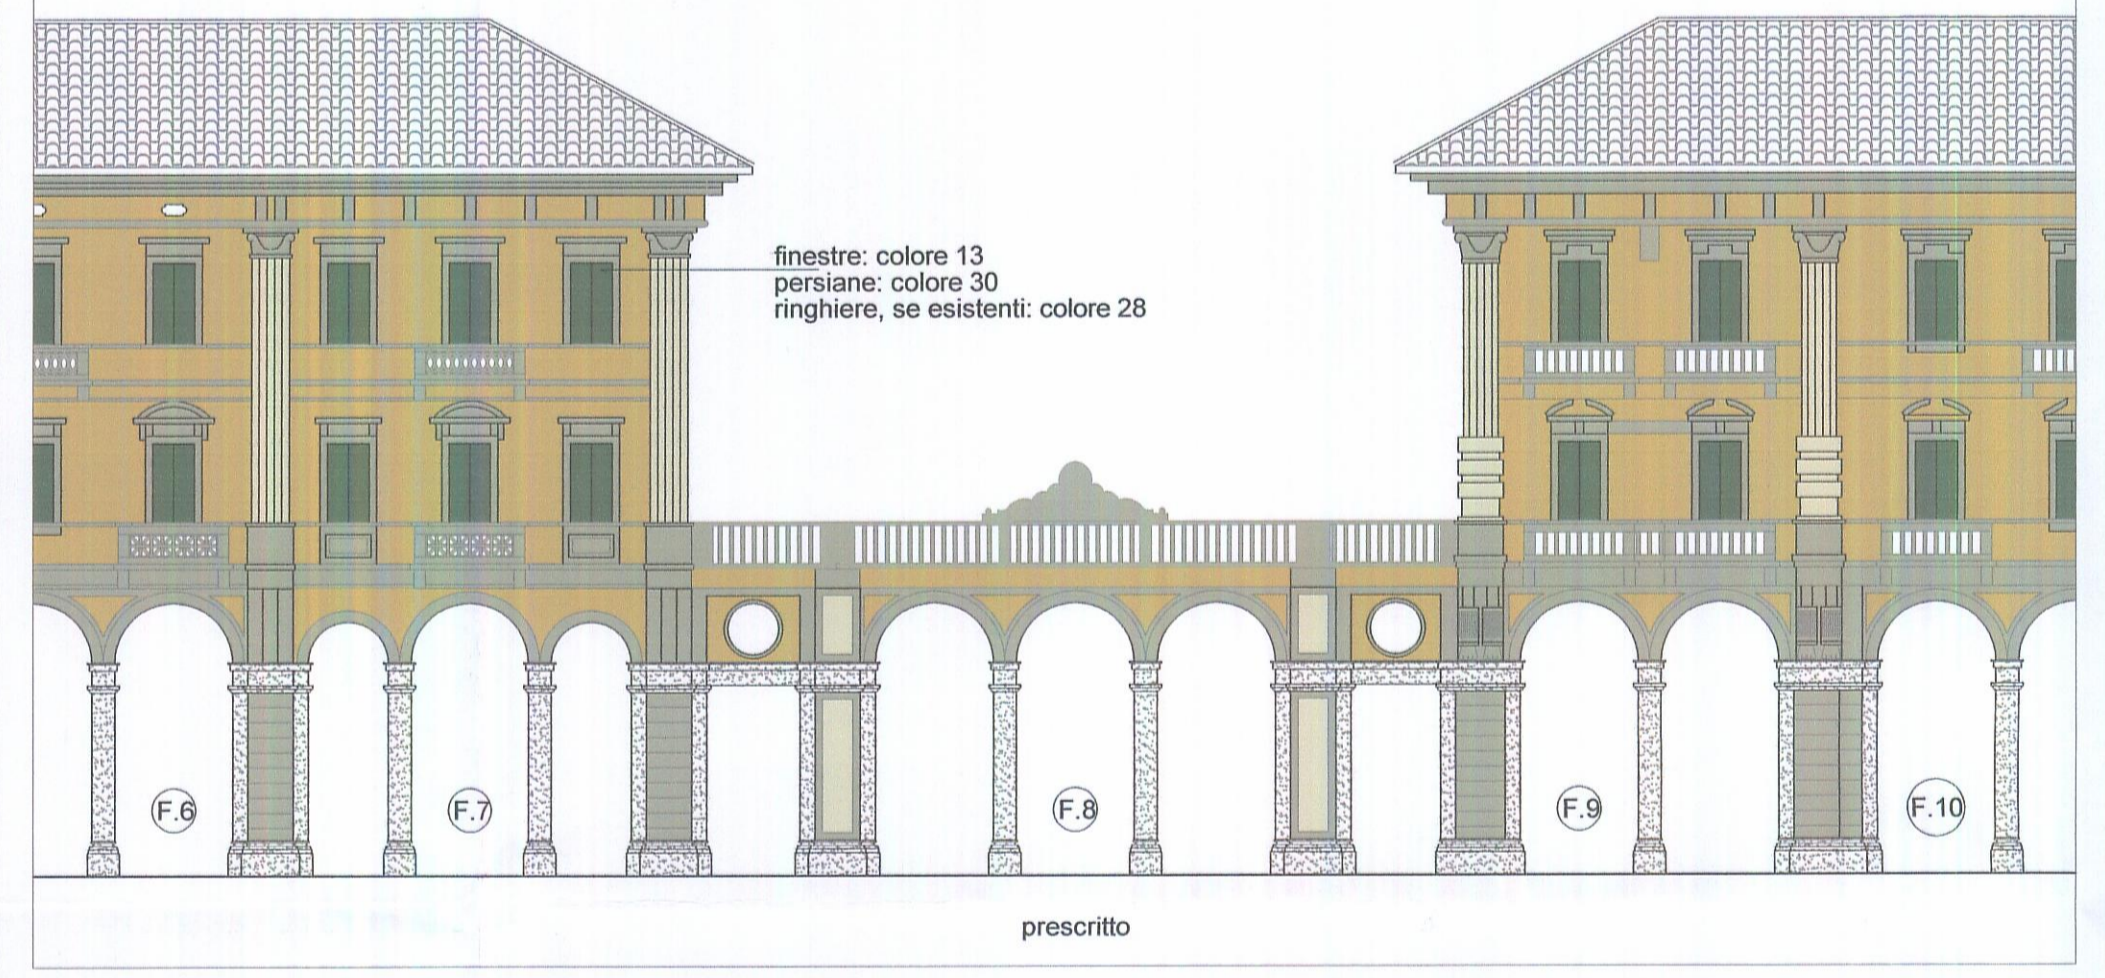 finestre: colore 13
persiane: colore 30
ringhiere, se esistenti: colore 28
F.6
F.7
F.8
F.9
F.10
prescritto